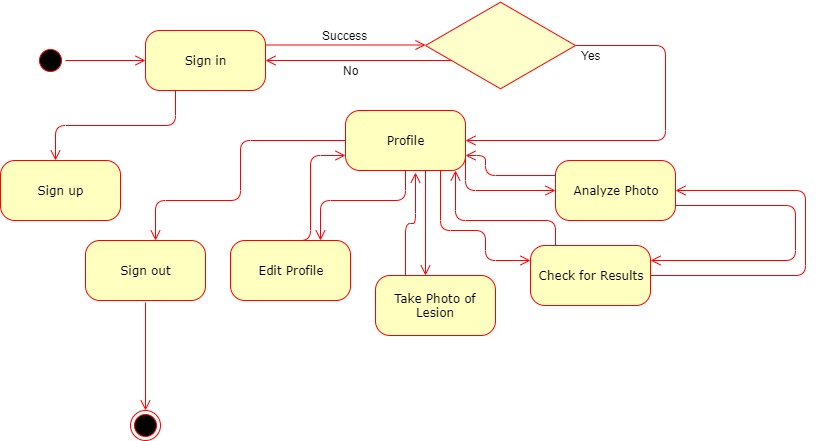 Success
Sign in
No
Yes
Profile
Sign up
Analyze Photo
Sign out
Edit Profile
Check for Results
Take Photo of
Lesion